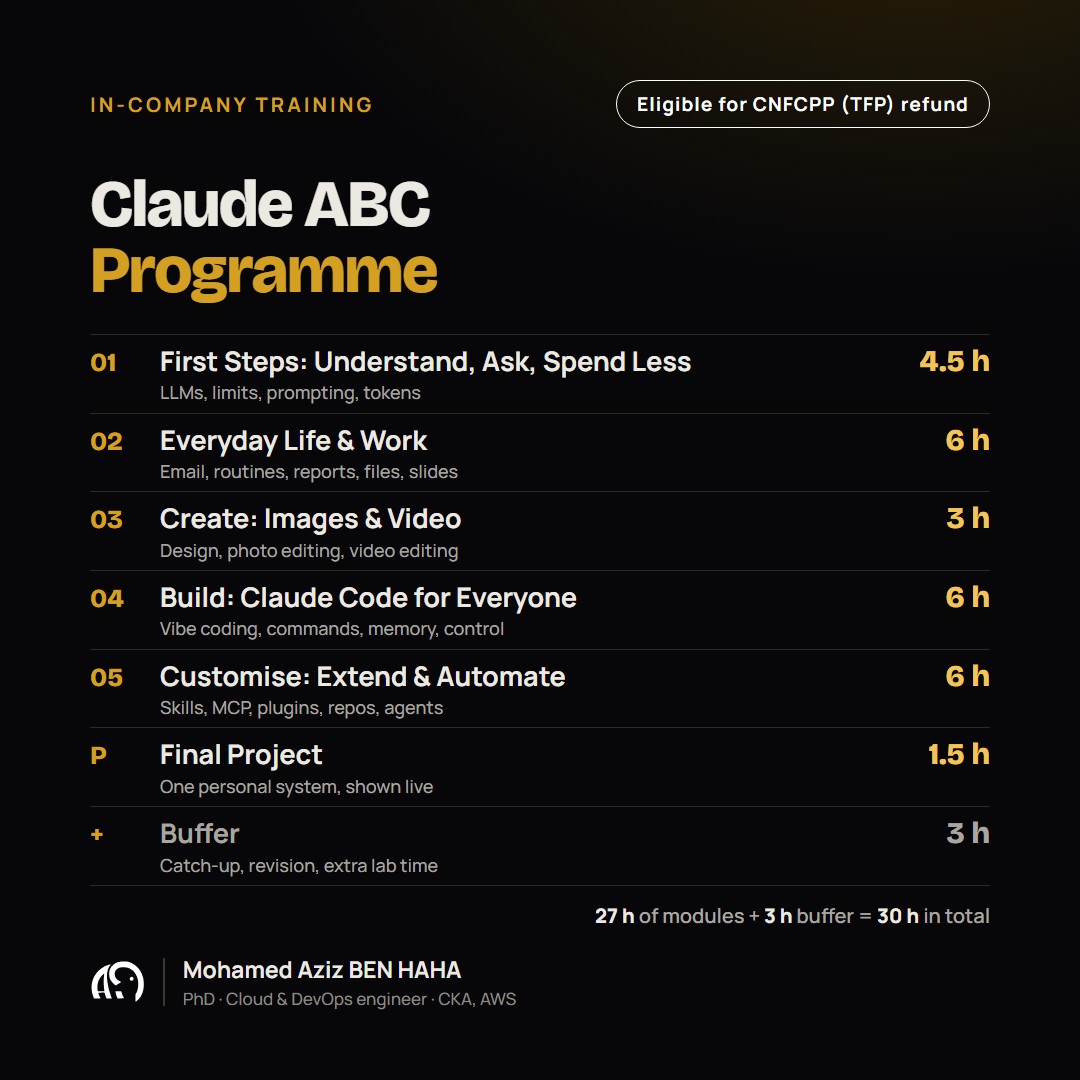 IN-COMPANY TRAINING
Eligible for CNFCPP (TFP) refund
Claude ABC
Programme
01 First Steps: Understand, Ask, Spend Less 4.5 h
LLMs, limits, prompting, tokens
02 Everyday Life & Work 6 h
Email, routines, reports, files, slides
03 Create: Images & Video 3 h
Design, photo editing, video editing
04 Build: Claude Code for Everyone 6 h
Vibe coding, commands, memory, control
05 Customise: Extend & Automate 6 h
Skills, MCP, plugins, repos, agents
P Final Project 1.5 h
One personal system, shown live
+ Buffer 3 h
Catch-up, revision, extra lab time
27 h of modules + 3 h buffer = 30 h in total
Mohamed Aziz BEN HAHA
PhD · Cloud & DevOps engineer · CKA, AWS